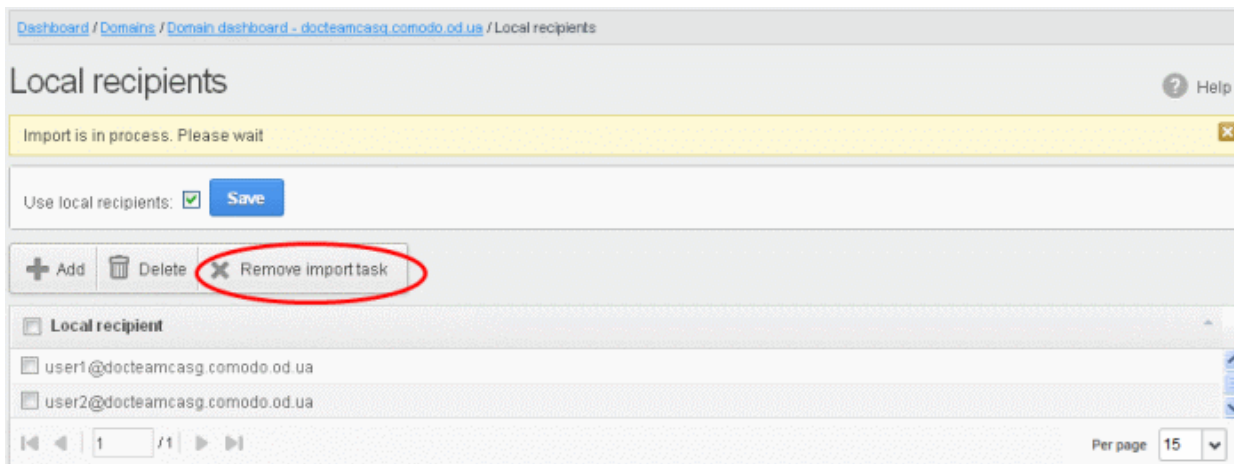 Dashboard / Domains / Domain dashboard - docteamcasg.comodo.od.ua / Local recipients
Local recipients
Help
Import is in process. Please wait
Use local recipients: Save
Add Delete Remove import task
Local recipient
user1@docteamcasg.comodo.od.ua
user2@docteamcasg.comodo.od.ua
1 /1 Per page 15